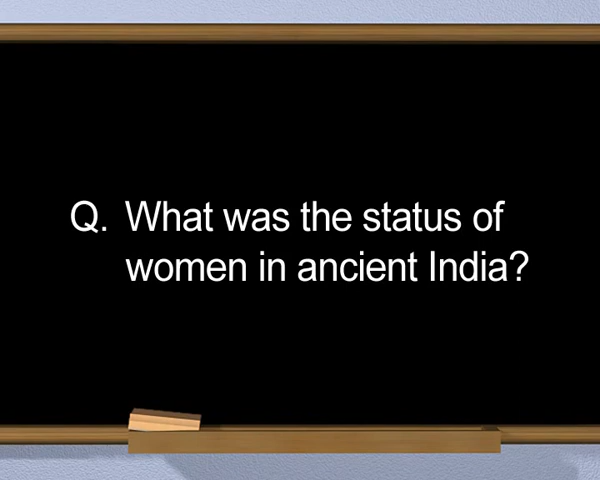 Q. What was the status of
women in ancient India?